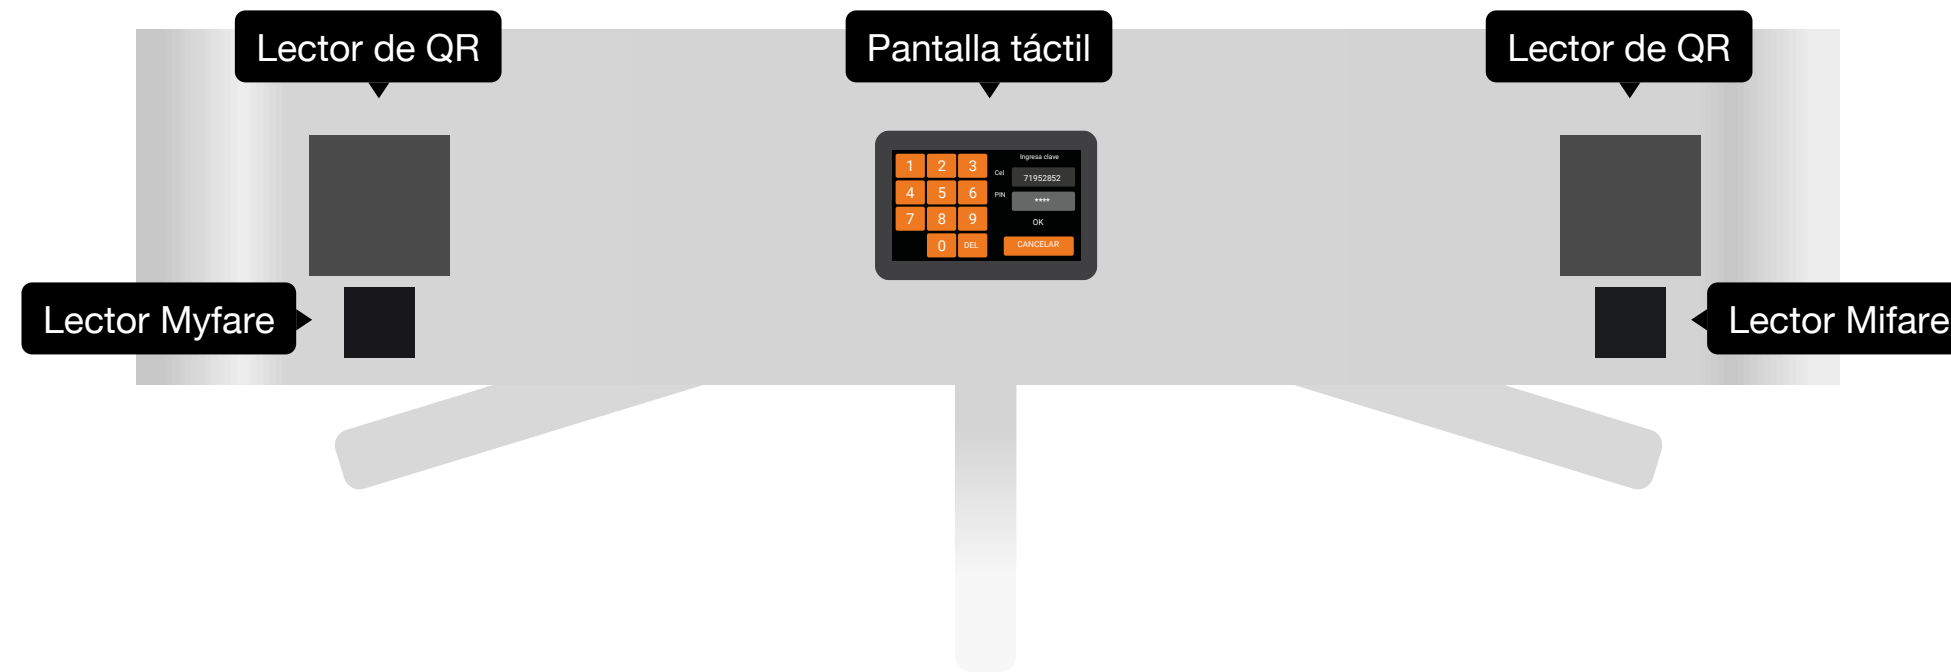 Lector de QR
Pantalla táctil
Lector de QR
1 2 3
4 5 6
7 8 9
0 DEL
Ingresa clave
Cel 71952852
PIN ****
OK
CANCELAR
Lector Myfare
Lector Mifare